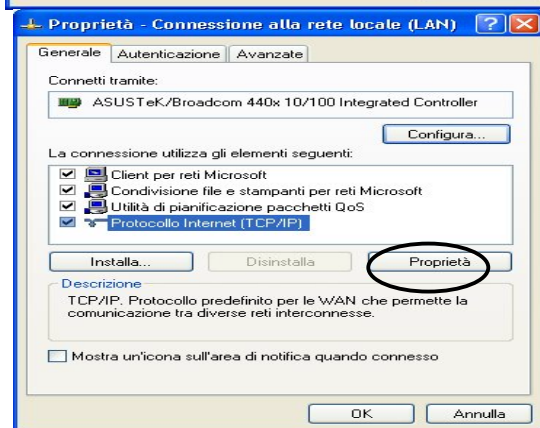 Proprietà - Connessione alla rete locale (LAN)
Generale Autenticazione Avanzate
Connetti tramite:
ASUSTeK/Broadcom 440x 10/100 Integrated Controller
Configura...
La connessione utilizza gli elementi seguenti:
Client per reti Microsoft
Condivisione file e stampanti per reti Microsoft
Utilità di pianificazione pacchetti QoS
Protocollo Internet (TCP/IP)
Installa... Disinstalla Proprietà
Descrizione
TCP/IP. Protocollo predefinito per le WAN che permette la
comunicazione tra diverse reti interconnesse.
Mostra un'icona sull'area di notifica quando connesso
OK Annulla